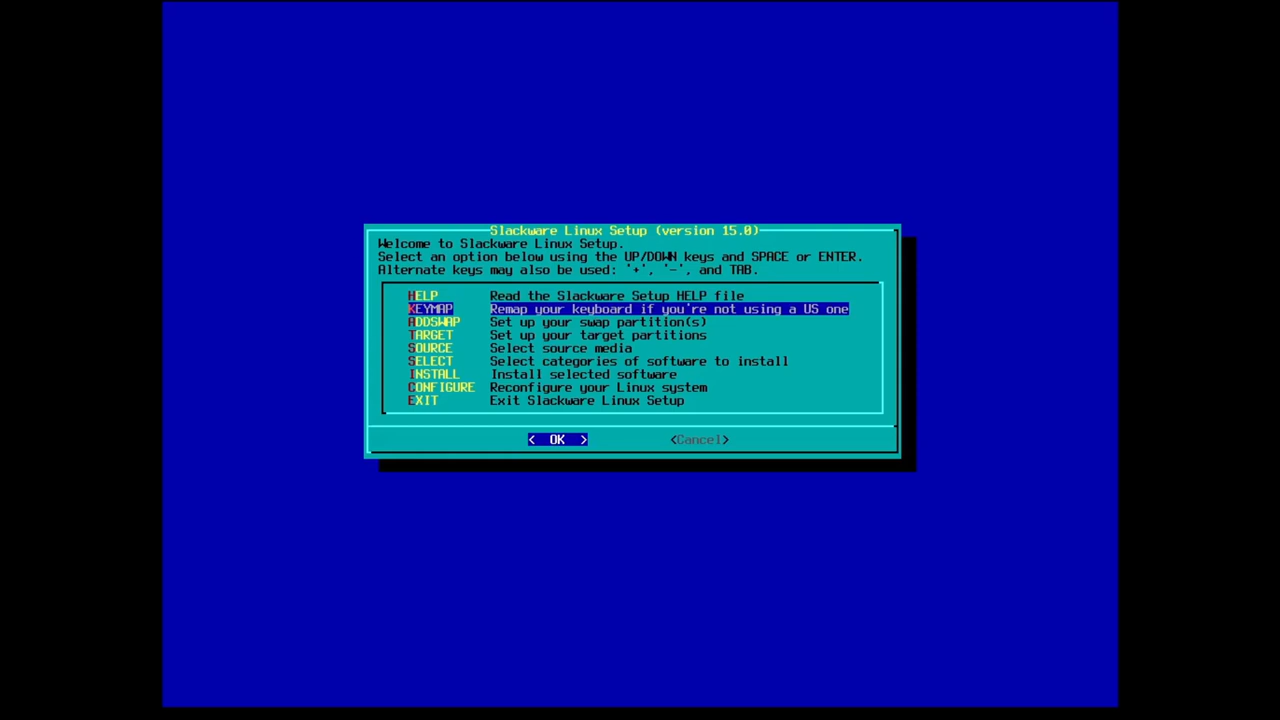 Slackware Linux Setup (version 15.0)
Welcome to Slackware Linux Setup.
Select an option below using the UP/DOWN keys and SPACE or ENTER.
Alternate keys may also be used: '+', '-', and TAB.
HELP Read the Slackware Setup HELP file
KEYMAP Remap your keyboard if you're not using a US one
ADDSWAP Set up your swap partition(s)
TARGET Set up your target partitions
SOURCE Select source media
SELECT Select categories of software to install
INSTALL Install selected software
CONFIGURE Reconfigure your Linux system
EXIT Exit Slackware Linux Setup
< OK > <Cancel>